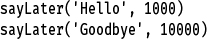 sayLater('Hello', 1000)
sayLater('Goodbye', 10000)